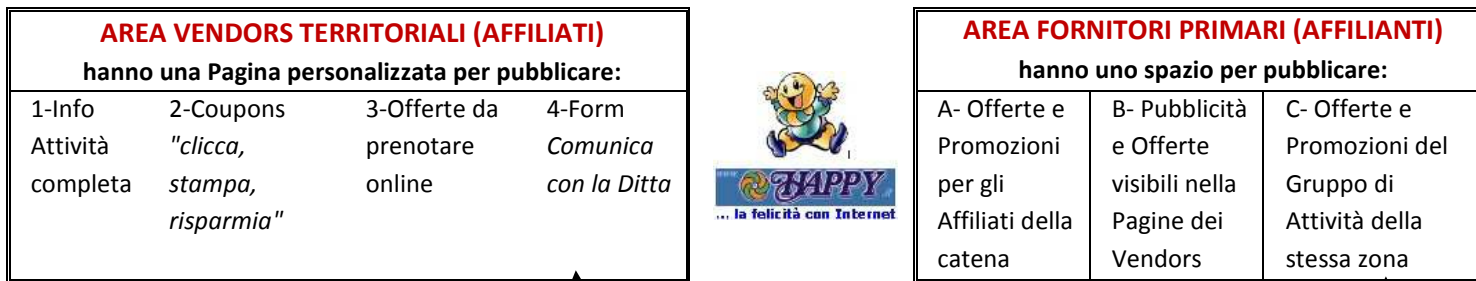 AREA VENDORS TERRITORIALI (AFFILIATI)
hanno una Pagina personalizzata per pubblicare:
1-Info
Attività
completa
2-Coupons
"clicca,
stampa,
risparmia"
3-Offerte da
prenotare
online
4-Form
Comunica
con la Ditta
www.
HAPPY
.it
... la felicità con Internet
AREA FORNITORI PRIMARI (AFFILIANTI)
hanno uno spazio per pubblicare:
A- Offerte e
Promozioni
per gli
Affiliati della
catena
B- Pubblicità
e Offerte
visibili nella
Pagine dei
Vendors
C- Offerte e
Promozioni del
Gruppo di
Attività della
stessa zona